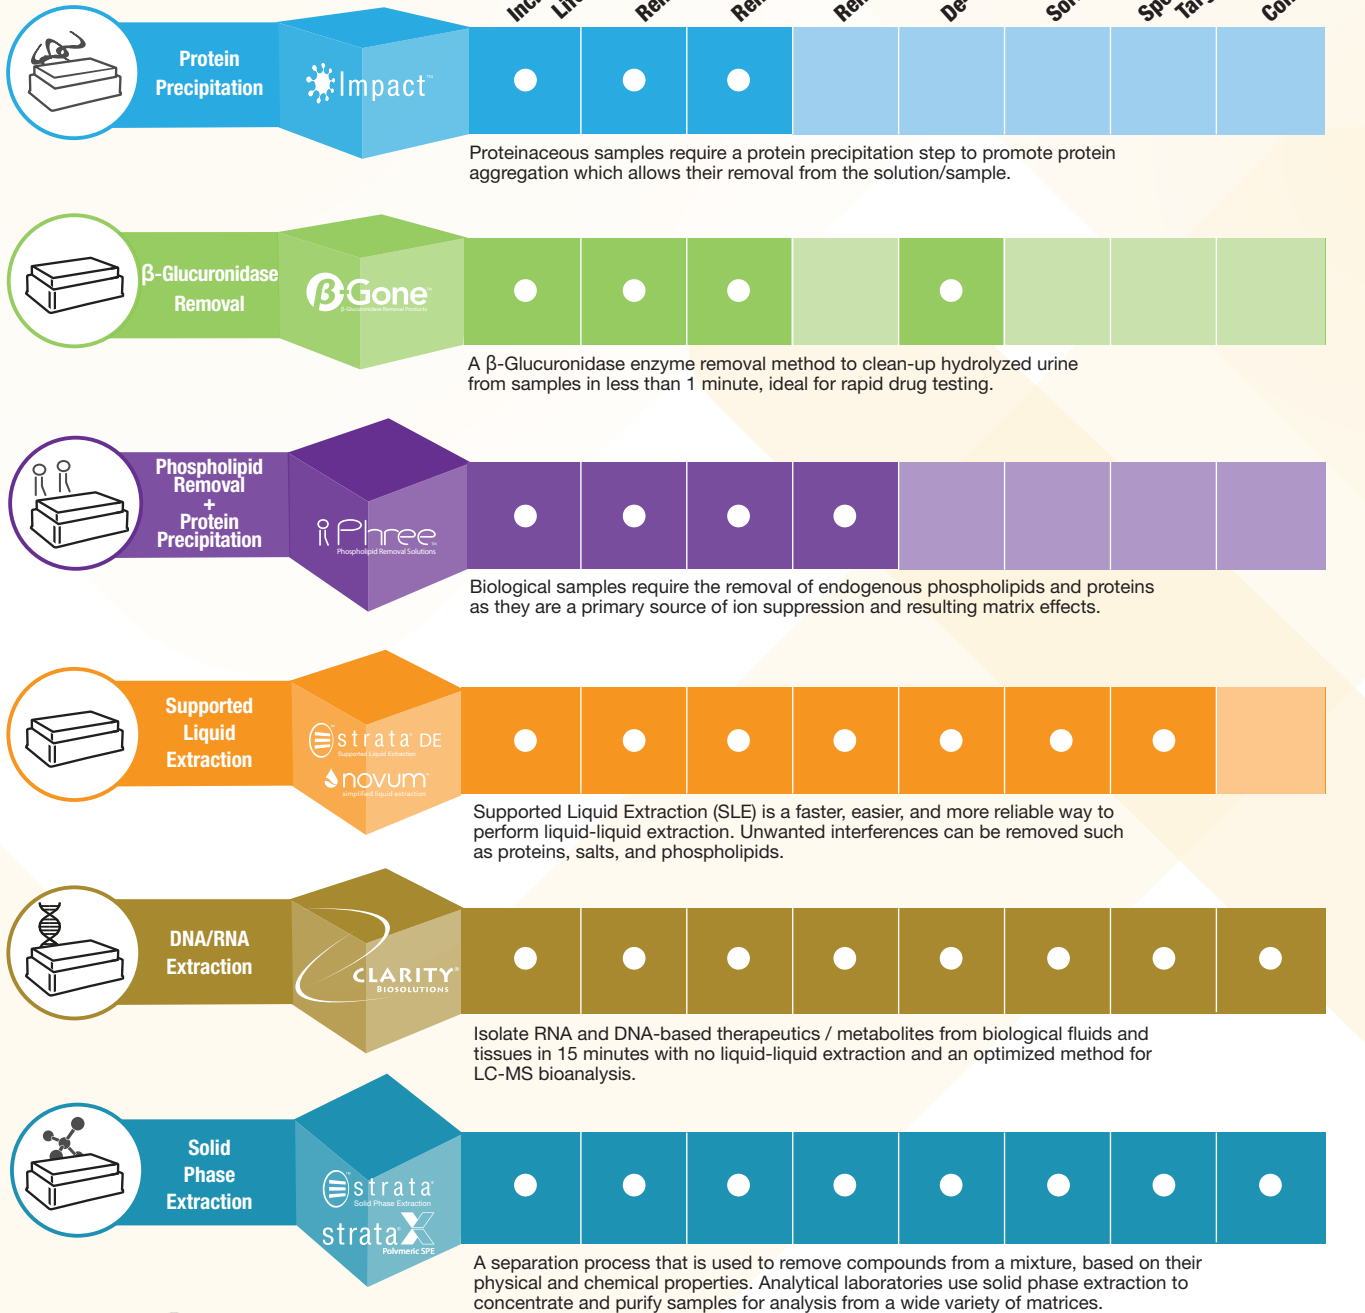 Protein
Precipitation
Impact™
Proteinaceous samples require a protein precipitation step to promote protein
aggregation which allows their removal from the solution/sample.
β-Glucuronidase
Removal
β-Gone™
β-Glucuronidase Removal Products
A β-Glucuronidase enzyme removal method to clean-up hydrolyzed urine
from samples in less than 1 minute, ideal for rapid drug testing.
Phospholipid
Removal
+
Protein
Precipitation
Phree™
Phospholipid Removal Solutions
Biological samples require the removal of endogenous phospholipids and proteins
as they are a primary source of ion suppression and resulting matrix effects.
Supported
Liquid
Extraction
strata® DE
Supported Liquid Extraction
novum™
simplified liquid extraction
Supported Liquid Extraction (SLE) is a faster, easier, and more reliable way to
perform liquid-liquid extraction. Unwanted interferences can be removed such
as proteins, salts, and phospholipids.
DNA/RNA
Extraction
CLARITY®
BIOSOLUTIONS
Isolate RNA and DNA-based therapeutics / metabolites from biological fluids and
tissues in 15 minutes with no liquid-liquid extraction and an optimized method for
LC-MS bioanalysis.
Solid
Phase
Extraction
strata®
Solid Phase Extraction
strata® X
Polymeric SPE
A separation process that is used to remove compounds from a mixture, based on their
physical and chemical properties. Analytical laboratories use solid phase extraction to
concentrate and purify samples for analysis from a wide variety of matrices.